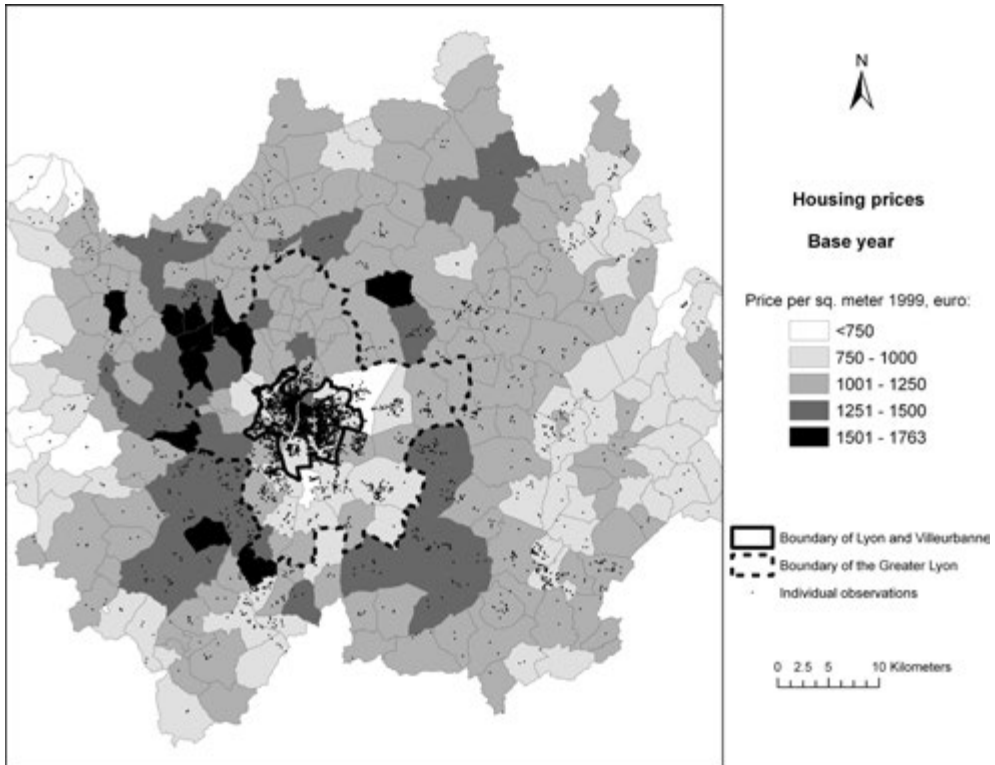 N
Housing prices
Base year
Price per sq. meter 1999, euro:
<750
750 - 1000
1001 - 1250
1251 - 1500
1501 - 1763
Boundary of Lyon and Villeurbanne
Boundary of the Greater Lyon
Individual observations
0 2.5 5 10 Kilometers